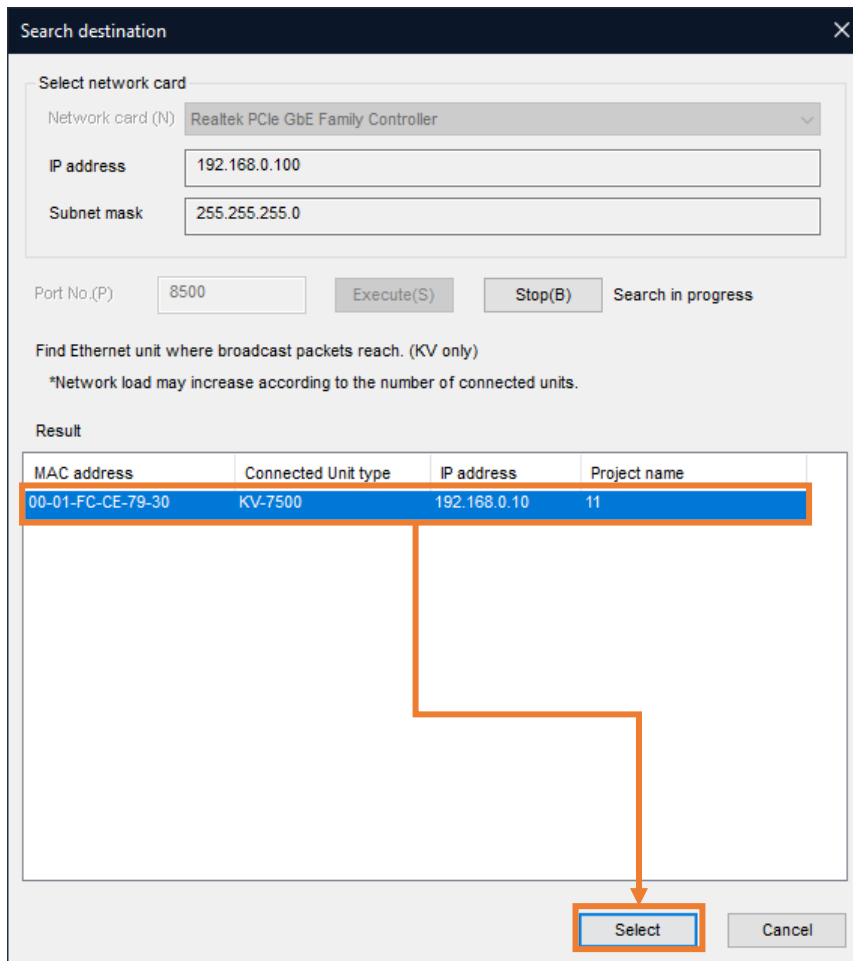 Search destination
Select network card
Network card (N) Realtek PCIe GbE Family Controller
IP address 192.168.0.100
Subnet mask 255.255.255.0
Port No.(P) 8500 Execute(S) Stop(B) Search in progress
Find Ethernet unit where broadcast packets reach. (KV only)
*Network load may increase according to the number of connected units.
Result
MAC address Connected Unit type IP address Project name
00-01-FC-CE-79-30 KV-7500 192.168.0.10 11
Select Cancel